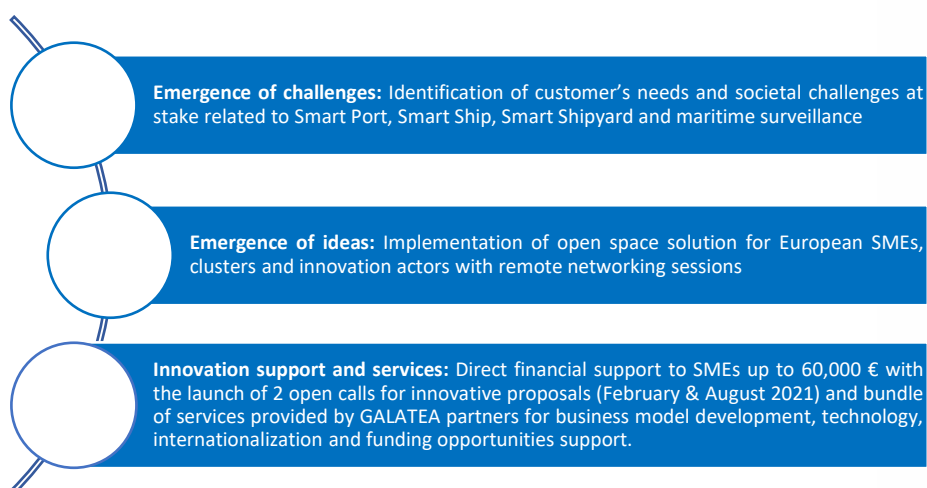 Emergence of challenges: Identification of customer’s needs and societal challenges at
stake related to Smart Port, Smart Ship, Smart Shipyard and maritime surveillance
Emergence of ideas: Implementation of open space solution for European SMEs,
clusters and innovation actors with remote networking sessions
Innovation support and services: Direct financial support to SMEs up to 60,000 € with
the launch of 2 open calls for innovative proposals (February & August 2021) and bundle
of services provided by GALATEA partners for business model development, technology,
internationalization and funding opportunities support.